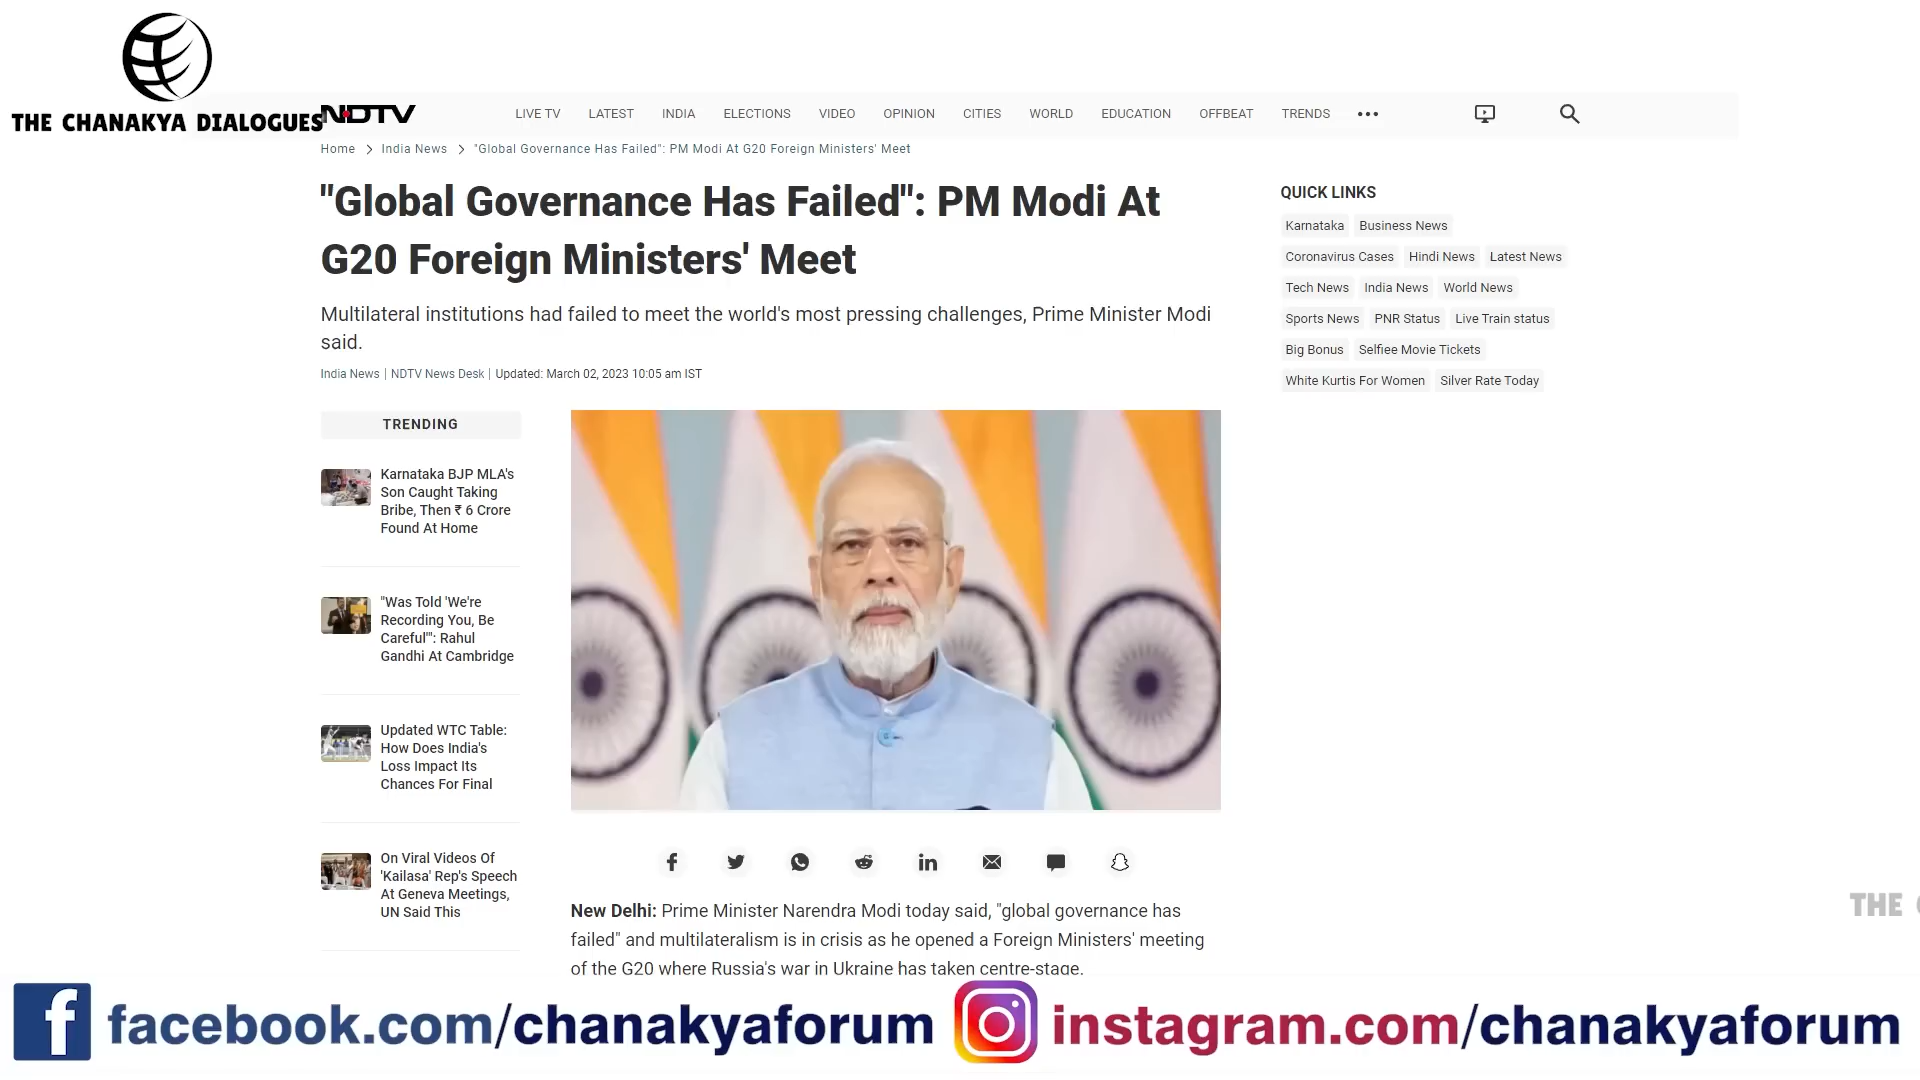 THE CHANAKYA DIALOGUES
NDTV
LIVE TV LATEST INDIA ELECTIONS VIDEO OPINION CITIES WORLD EDUCATION OFFBEAT TRENDS
Home > India News > "Global Governance Has Failed": PM Modi At G20 Foreign Ministers' Meet
"Global Governance Has Failed": PM Modi At
G20 Foreign Ministers' Meet
Multilateral institutions had failed to meet the world's most pressing challenges, Prime Minister Modi
said.
India News | NDTV News Desk | Updated: March 02, 2023 10:05 am IST
QUICK LINKS
Karnataka Business News
Coronavirus Cases Hindi News Latest News
Tech News India News World News
Sports News PNR Status Live Train status
Big Bonus Selfiee Movie Tickets
White Kurtis For Women Silver Rate Today
TRENDING
Karnataka BJP MLA's
Son Caught Taking
Bribe, Then ₹ 6 Crore
Found At Home
"Was Told 'We're
Recording You, Be
Careful'": Rahul
Gandhi At Cambridge
Updated WTC Table:
How Does India's
Loss Impact Its
Chances For Final
On Viral Videos Of
'Kailasa' Rep's Speech
At Geneva Meetings,
UN Said This
New Delhi: Prime Minister Narendra Modi today said, "global governance has
failed" and multilateralism is in crisis as he opened a Foreign Ministers' meeting
of the G20 where Russia's war in Ukraine has taken centre-stage.
THE
facebook.com/chanakyaforum
instagram.com/chanakyaforum